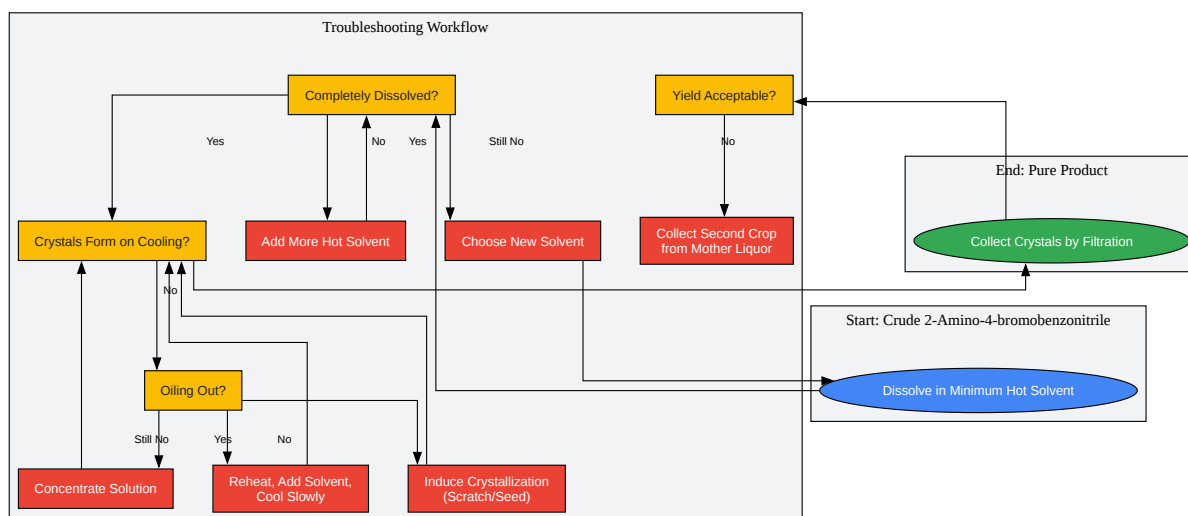 Troubleshooting Workflow
Completely Dissolved?
Yield Acceptable?
Yes
No
Yes
Still No
No
End: Pure Product
Crystals Form on Cooling?
Add More Hot Solvent
Choose New Solvent
Collect Second Crop
from Mother Liquor
Collect Crystals by Filtration
No
Start: Crude 2-Amino-4-bromobenzonitrile
Oiling Out?
Dissolve in Minimum Hot Solvent
Still No
Yes
No
Concentrate Solution
Reheat, Add Solvent,
Cool Slowly
Induce Crystallization
(Scratch/Seed)